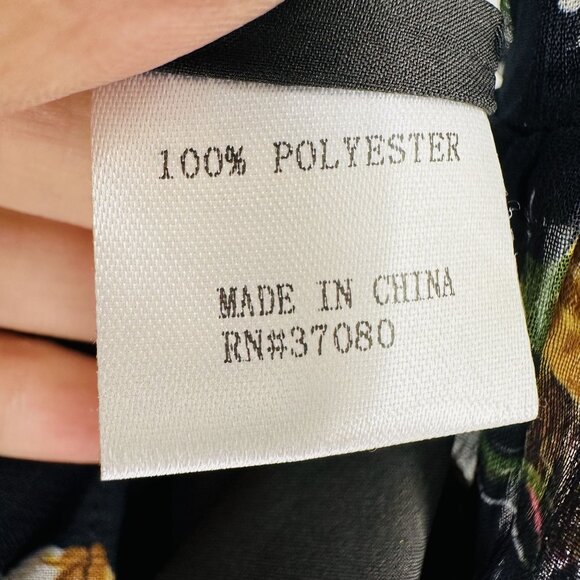 100% POLYESTER
MADE IN CHINA
RN#37080